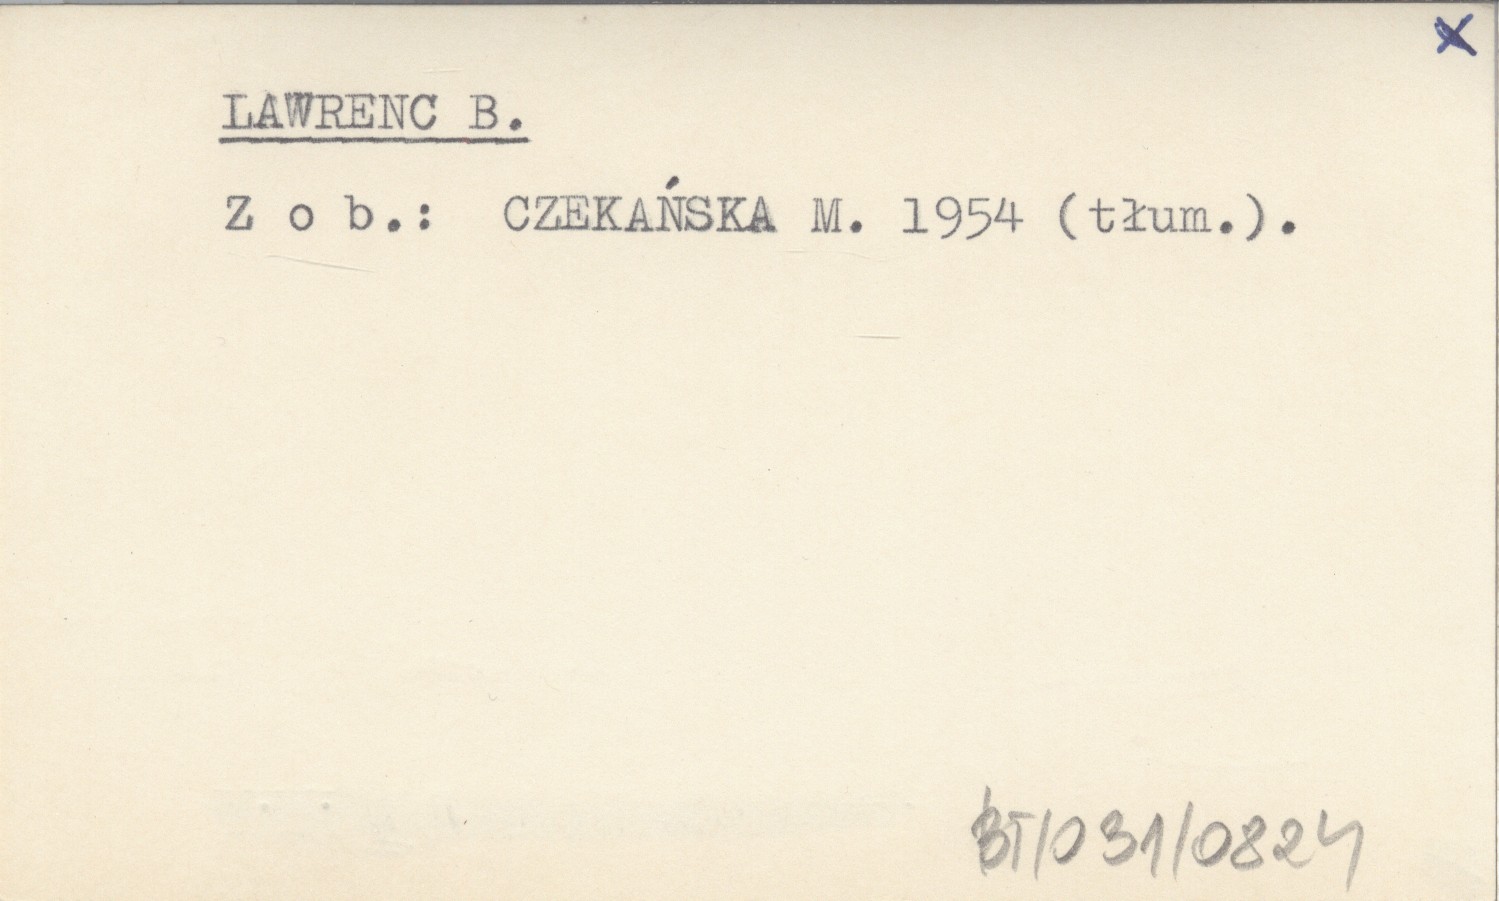 LAWRENC B.
Z o b.: CZEKAŃSKA M. 1954 (tłum.).
BT/031/0824